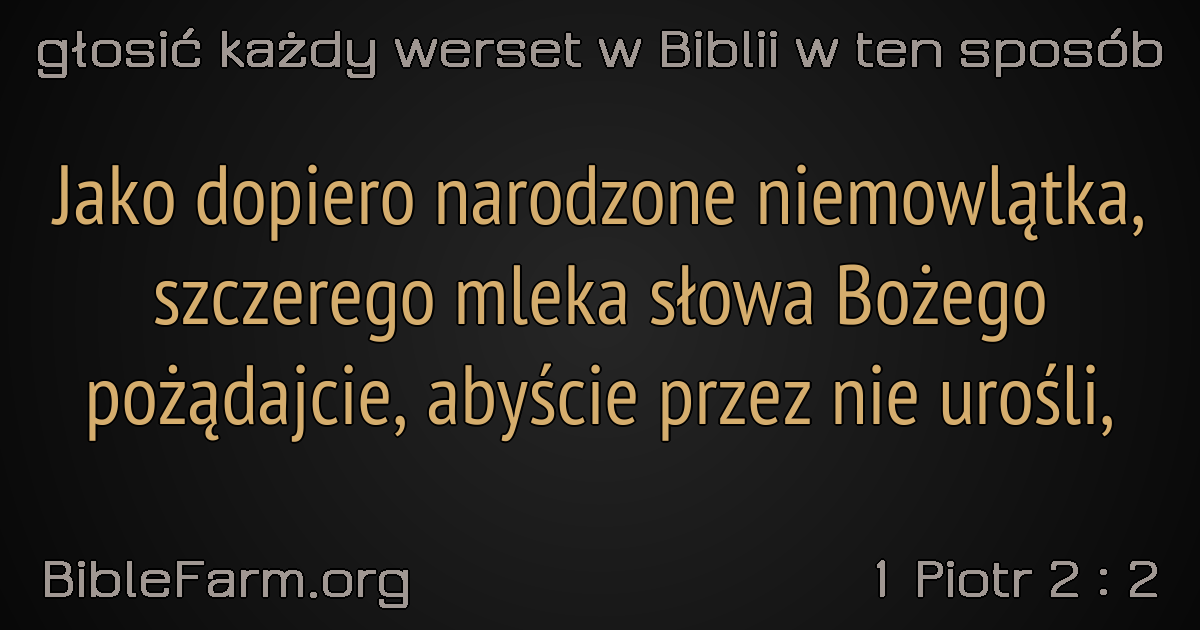 głosić każdy werset w Biblii w ten sposób
Jako dopiero narodzone niemowlątka,
szczerego mleka słowa Bożego
pożądajcie, abyście przez nie urośli,
BibleFarm.org
1 Piotr 2 : 2